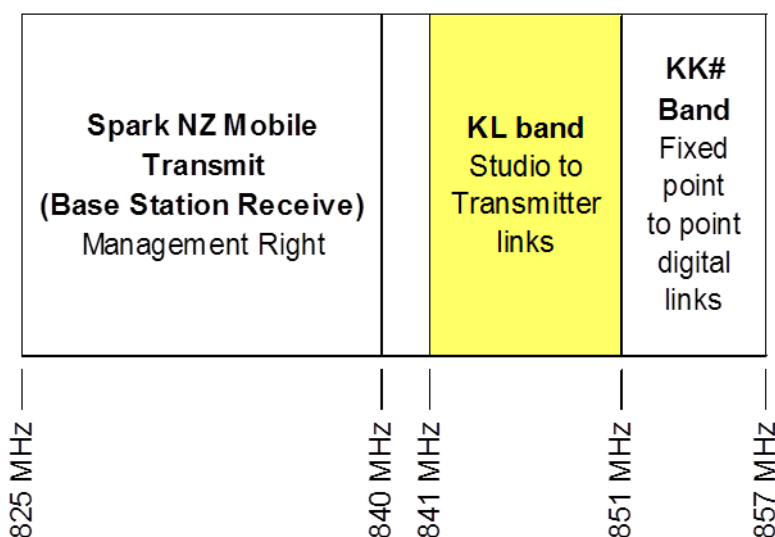 Spark NZ Mobile
Transmit
(Base Station Receive)
Management Right
KL band
Studio to
Transmitter
links
KK#
Band
Fixed
point
to point
digital
links
825 MHz
840 MHz
841 MHz
851 MHz
857 MHz